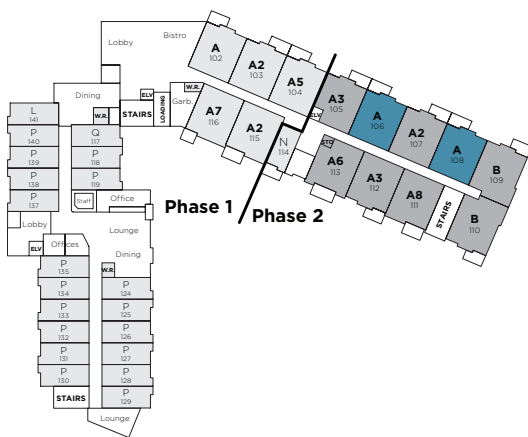 Lobby
Bistro
A
102
A2
103
A5
104
A3
105
A
106
A2
107
A
108
B
109
B
110
STAIRS
A8
111
A3
112
A6
113
STO
ELV
N
114
A2
115
A7
116
W.R.
Garb.
LOADING
ELV
STAIRS
W.R.
Dining
L
141
P
140
P
139
P
138
P
137
Q
117
P
118
P
119
Staff
Office
Phase 1
Phase 2
Lobby
ELV
Offices
Lounge
Dining
W.R.
P
135
P
134
P
133
P
132
P
131
P
130
STAIRS
P
124
P
125
P
126
P
127
P
128
P
129
Lounge